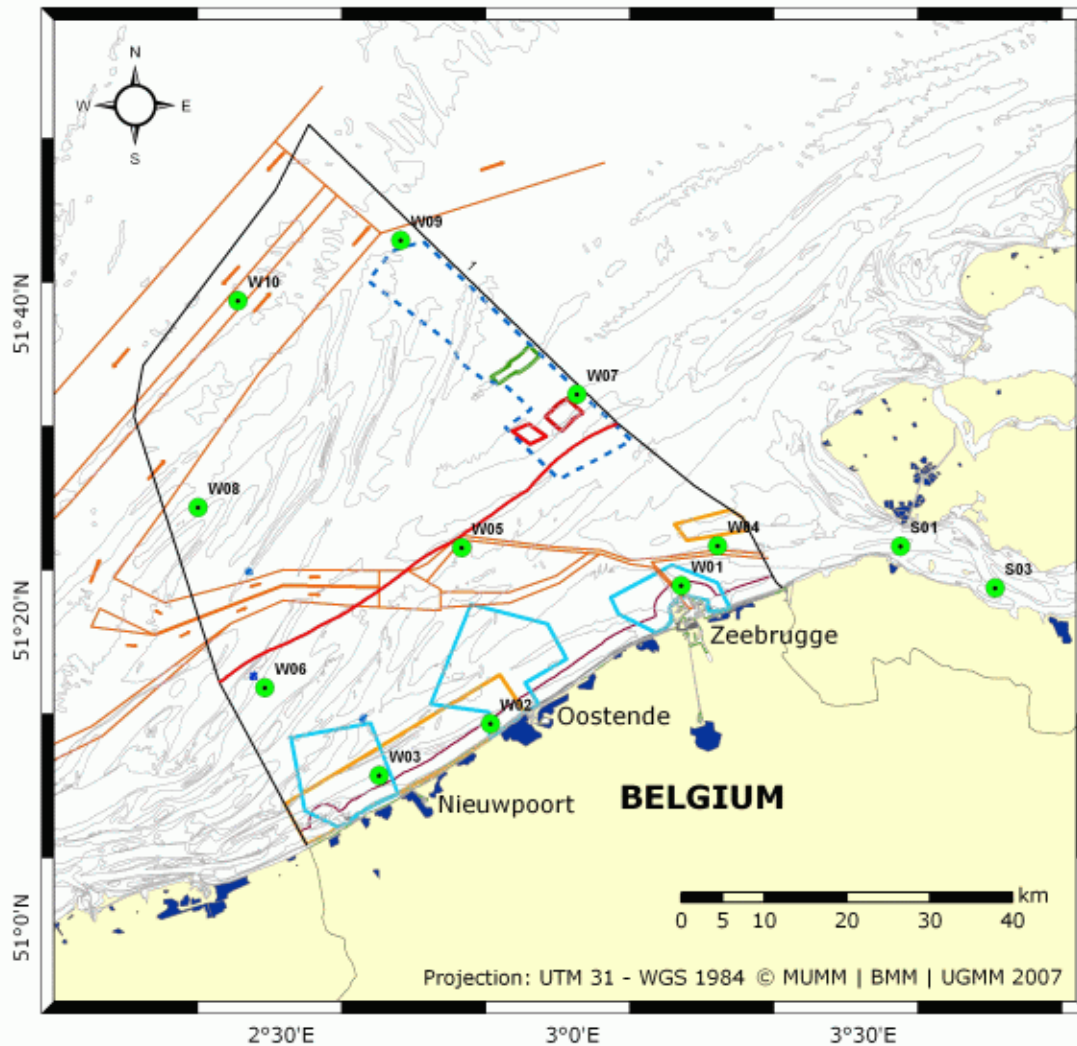 N
W E
S
W09
1
W10
51°40'N
W07
W08
W05
W04
S01
W01
S03
51°20'N
Zeebrugge
W06
W02
Oostende
W03
Nieuwpoort
BELGIUM
km
0 5 10 20 30 40
51°0'N
Projection: UTM 31 - WGS 1984 © MUMM | BMM | UGMM 2007
2°30'E 3°0'E 3°30'E